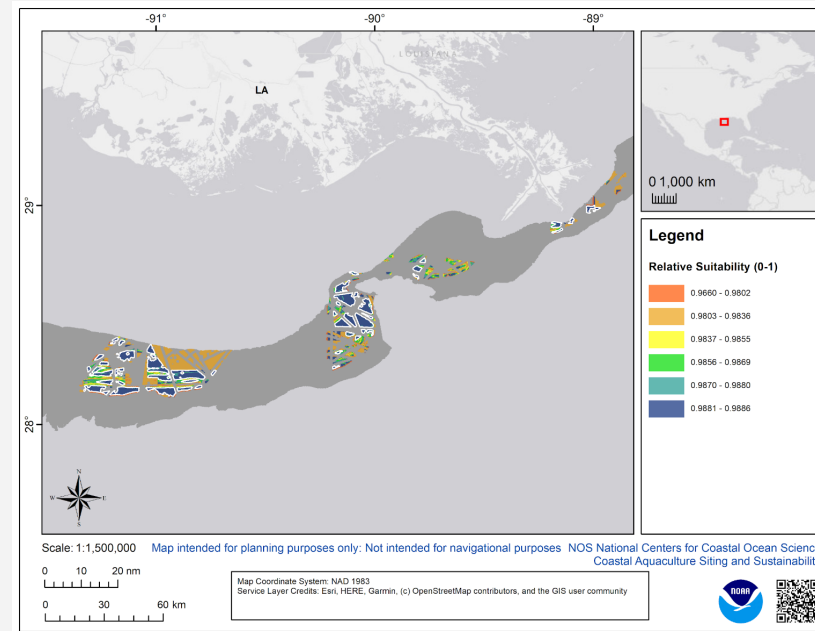 -91°
-90°
-89°
LOUISIANA
LA
29°
28°
N
W
E
S
0 1,000 km
Legend
Relative Suitability (0-1)
0.9660 - 0.9802
0.9803 - 0.9836
0.9837 - 0.9855
0.9856 - 0.9869
0.9870 - 0.9880
0.9881 - 0.9886
Scale: 1:1,500,000 Map intended for planning purposes only: Not intended for navigational purposes NOS National Centers for Coastal Ocean Scienc
Coastal Aquaculture Siting and Sustainabilit
0 10 20 nm
0 30 60 km
Map Coordinate System: NAD 1983
Service Layer Credits: Esri, HERE, Garmin, (c) OpenStreetMap contributors, and the GIS user community
NOAA